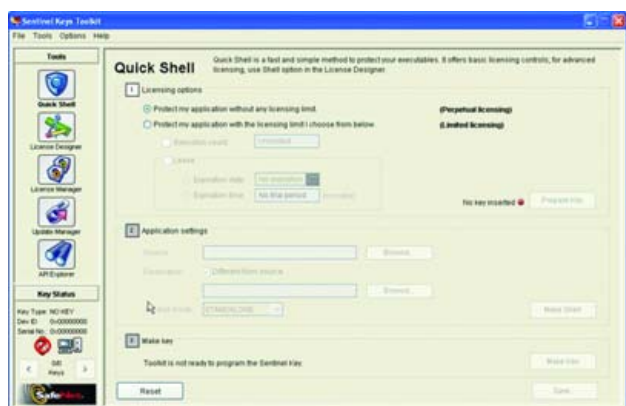 Sentinel Keys Toolkit
File Tools Options Help
Tools
Quick Shell
License Designer
License Manager
Update Manager
API Explorer
Key Status
Key Type: NO KEY
Dev ID: 0x00000000
Serial No: 0x00000000
0/0
Keys
SafeNet
Quick Shell
Quick Shell is a fast and simple method to protect your executables. It offers basic licensing controls, for advanced
licensing, use Shell option in the License Designer.
1 Licensing options
Protect my application without any licensing limit. (Perpetual licensing)
Protect my application with the licensing limit I choose from below. (Limited licensing)
Execution count Unlimited
Lease
Expiration date No expiration
Expiration time No time period (minutes)
No key inserted Program Key
2 Application settings
Source Browse...
Destination Different from source
Browse...
STANDALONE Make Shell
3 Make key
Toolkit is not ready to program the Sentinel Key. Make Key
Reset Save...